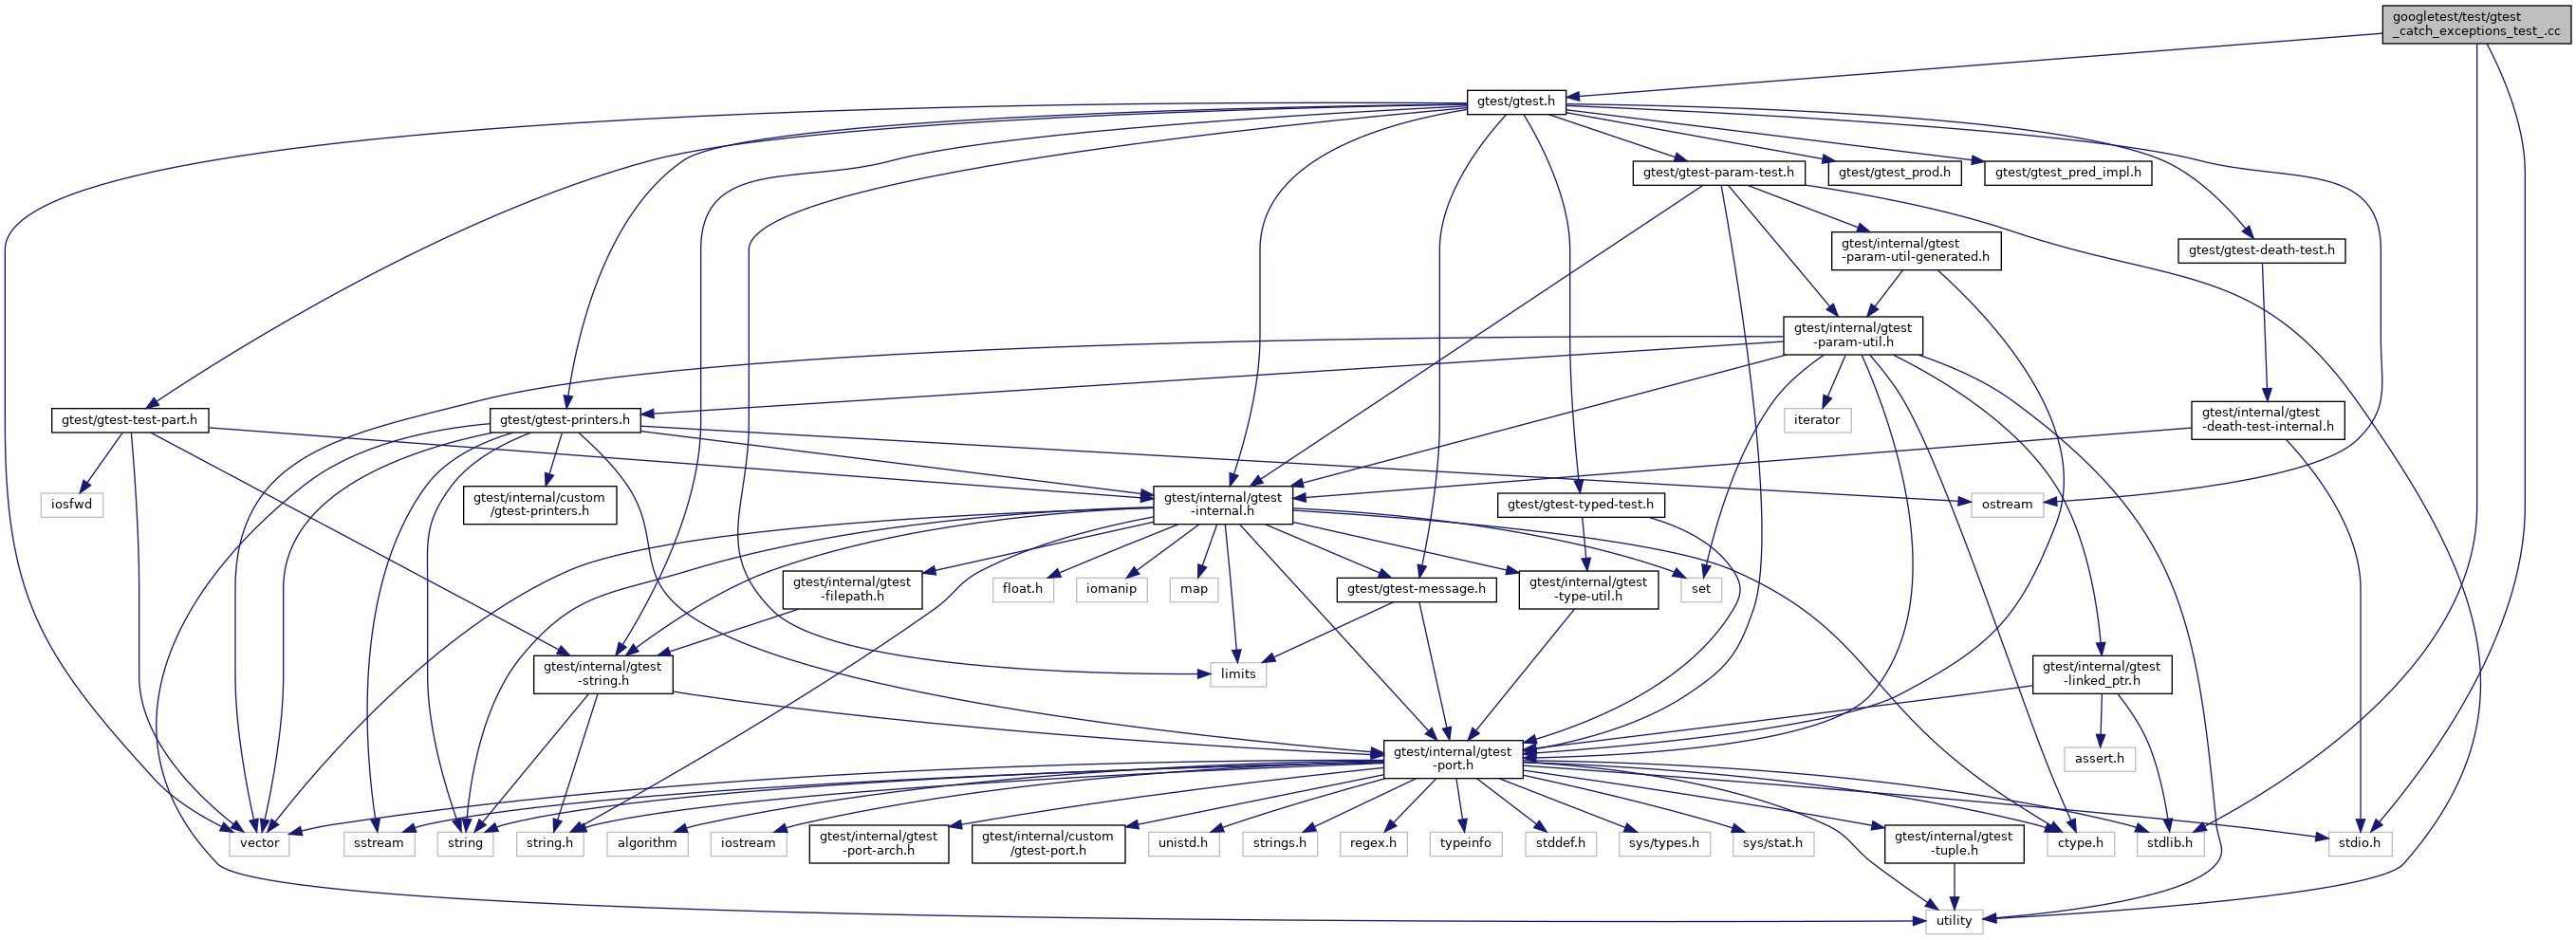 googletest/test/gtest
_catch_exceptions_test_.cc
gtest/gtest.h
gtest/gtest-param-test.h
gtest/gtest_prod.h
gtest/gtest_pred_impl.h
gtest/internal/gtest
-param-util-generated.h
gtest/gtest-death-test.h
gtest/internal/gtest
-param-util.h
gtest/gtest-test-part.h
gtest/gtest-printers.h
iterator
gtest/internal/gtest
-death-test-internal.h
iosfwd
gtest/internal/custom
/gtest-printers.h
gtest/internal/gtest
-internal.h
gtest/gtest-typed-test.h
ostream
gtest/internal/gtest
-filepath.h
float.h
iomanip
map
gtest/gtest-message.h
gtest/internal/gtest
-type-util.h
set
gtest/internal/gtest
-string.h
limits
gtest/internal/gtest
-linked_ptr.h
gtest/internal/gtest
-port.h
assert.h
vector
sstream
string
string.h
algorithm
iostream
gtest/internal/gtest
-port-arch.h
gtest/internal/custom
/gtest-port.h
unistd.h
strings.h
regex.h
typeinfo
stddef.h
sys/types.h
sys/stat.h
gtest/internal/gtest
-tuple.h
ctype.h
stdlib.h
stdio.h
utility